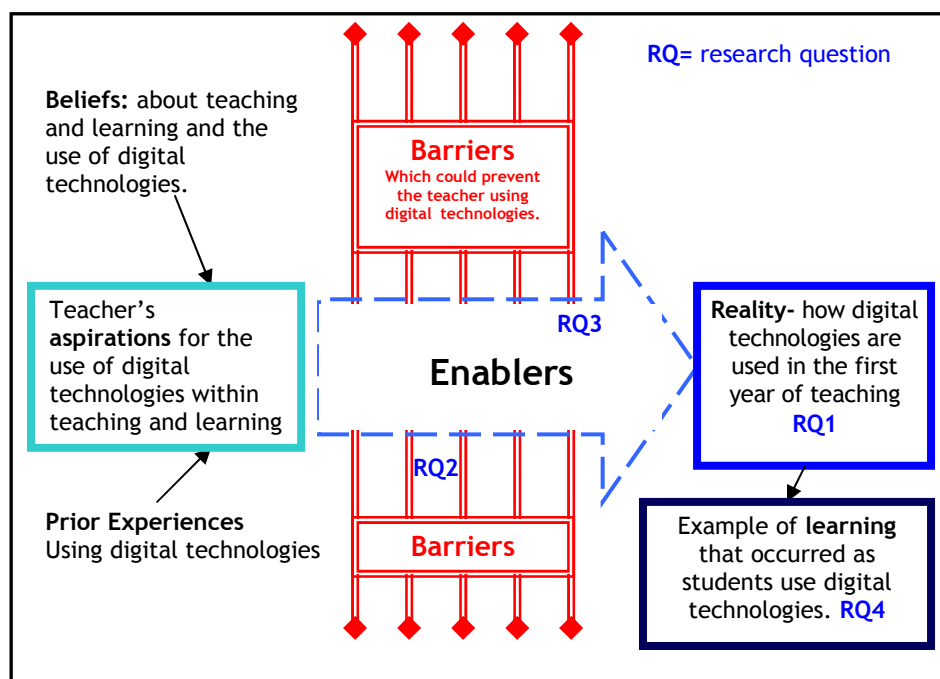 RQ= research question
Beliefs: about teaching
and learning and the
use of digital
technologies.
Barriers
Which could prevent
the teacher using
digital technologies.
Teacher’s
aspirations for the
use of digital
technologies within
teaching and learning
RQ3
Enablers
RQ2
Reality- how digital
technologies are
used in the first
year of teaching
RQ1
Prior Experiences
Using digital technologies
Barriers
Example of learning
that occurred as
students use digital
technologies. RQ4